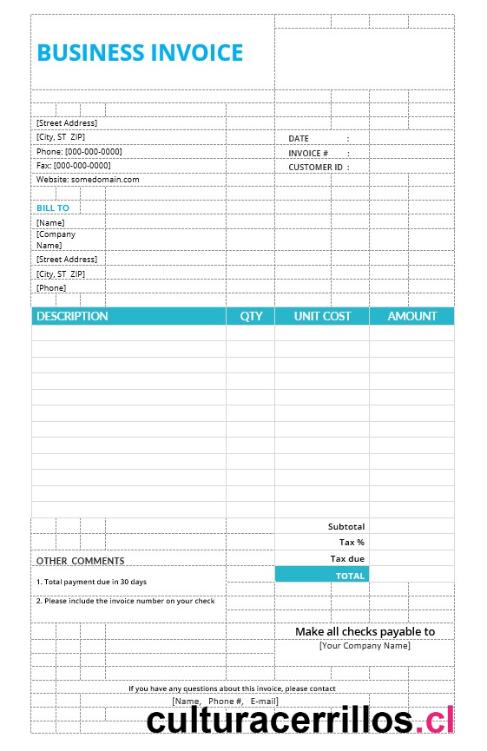 BUSINESS INVOICE
[Street Address]
[City, ST  ZIP]
Phone: [000-000-0000]
Fax: [000-000-0000]
Website: somedomain.com
DATE :
INVOICE # :
CUSTOMER ID :
BILL TO
[Name]
[Company
Name]
[Street Address]
[City, ST  ZIP]
[Phone]
DESCRIPTION QTY UNIT COST AMOUNT
Subtotal
Tax %
Tax due
TOTAL
OTHER COMMENTS
1. Total payment due in 30 days
2. Please include the invoice number on your check
Make all checks payable to
[Your Company Name]
If you have any questions about this invoice, please contact
[Name,  Phone #,  E-mail]
culturacerrillos.cl